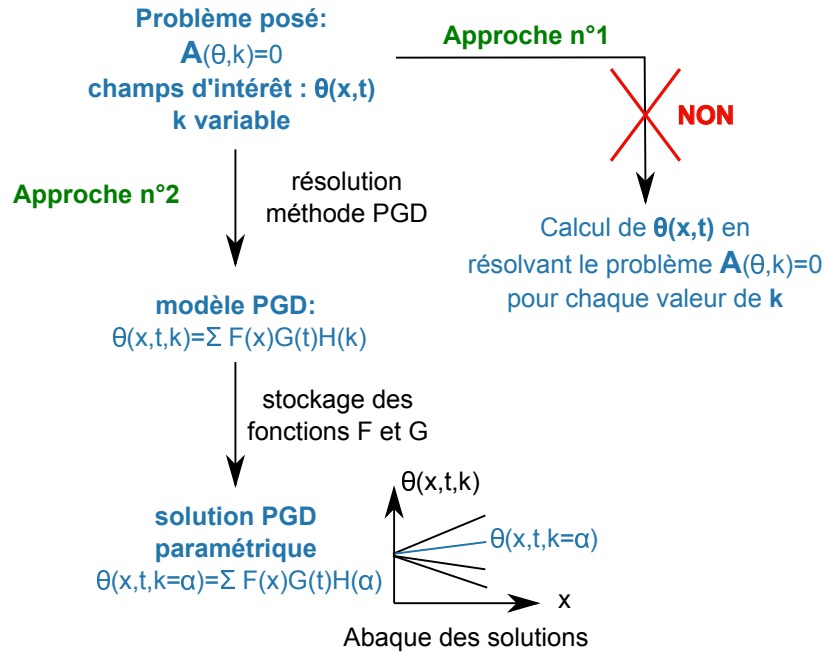 Problème posé:
A(θ,k)=0
champs d'intérêt : θ(x,t)
k variable
Approche n°1
NON
Approche n°2
résolution
méthode PGD
Calcul de θ(x,t) en
résolvant le problème A(θ,k)=0
pour chaque valeur de k
modèle PGD:
θ(x,t,k)=Σ F(x)G(t)H(k)
stockage des
fonctions F et G
solution PGD
paramétrique
θ(x,t,k=α)=Σ F(x)G(t)H(α)
θ(x,t,k)
θ(x,t,k=α)
x
Abaque des solutions